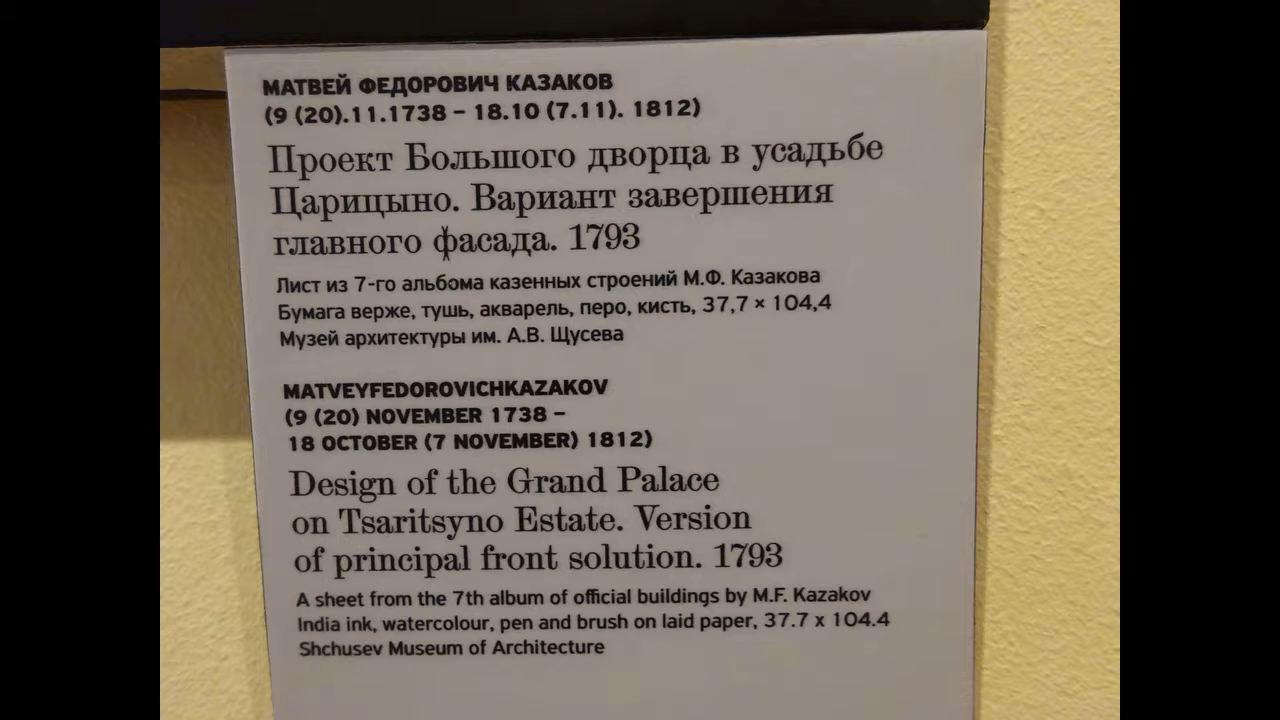 МАТВЕЙ ФЕДОРОВИЧ КАЗАКОВ
(9 (20).11.1738 – 18.10 (7.11). 1812)
Проект Большого дворца в усадьбе
Царицыно. Вариант завершения
главного фасада. 1793
Лист из 7-го альбома казенных строений М.Ф. Казакова
Бумага верже, тушь, акварель, перо, кисть, 37,7 × 104,4
Музей архитектуры им. А.В. Щусева
MATVEYFEDOROVICHKAZAKOV
(9 (20) NOVEMBER 1738 –
18 OCTOBER (7 NOVEMBER) 1812)
Design of the Grand Palace
on Tsaritsyno Estate. Version
of principal front solution. 1793
A sheet from the 7th album of official buildings by M.F. Kazakov
India ink, watercolour, pen and brush on laid paper, 37.7 x 104.4
Shchusev Museum of Architecture